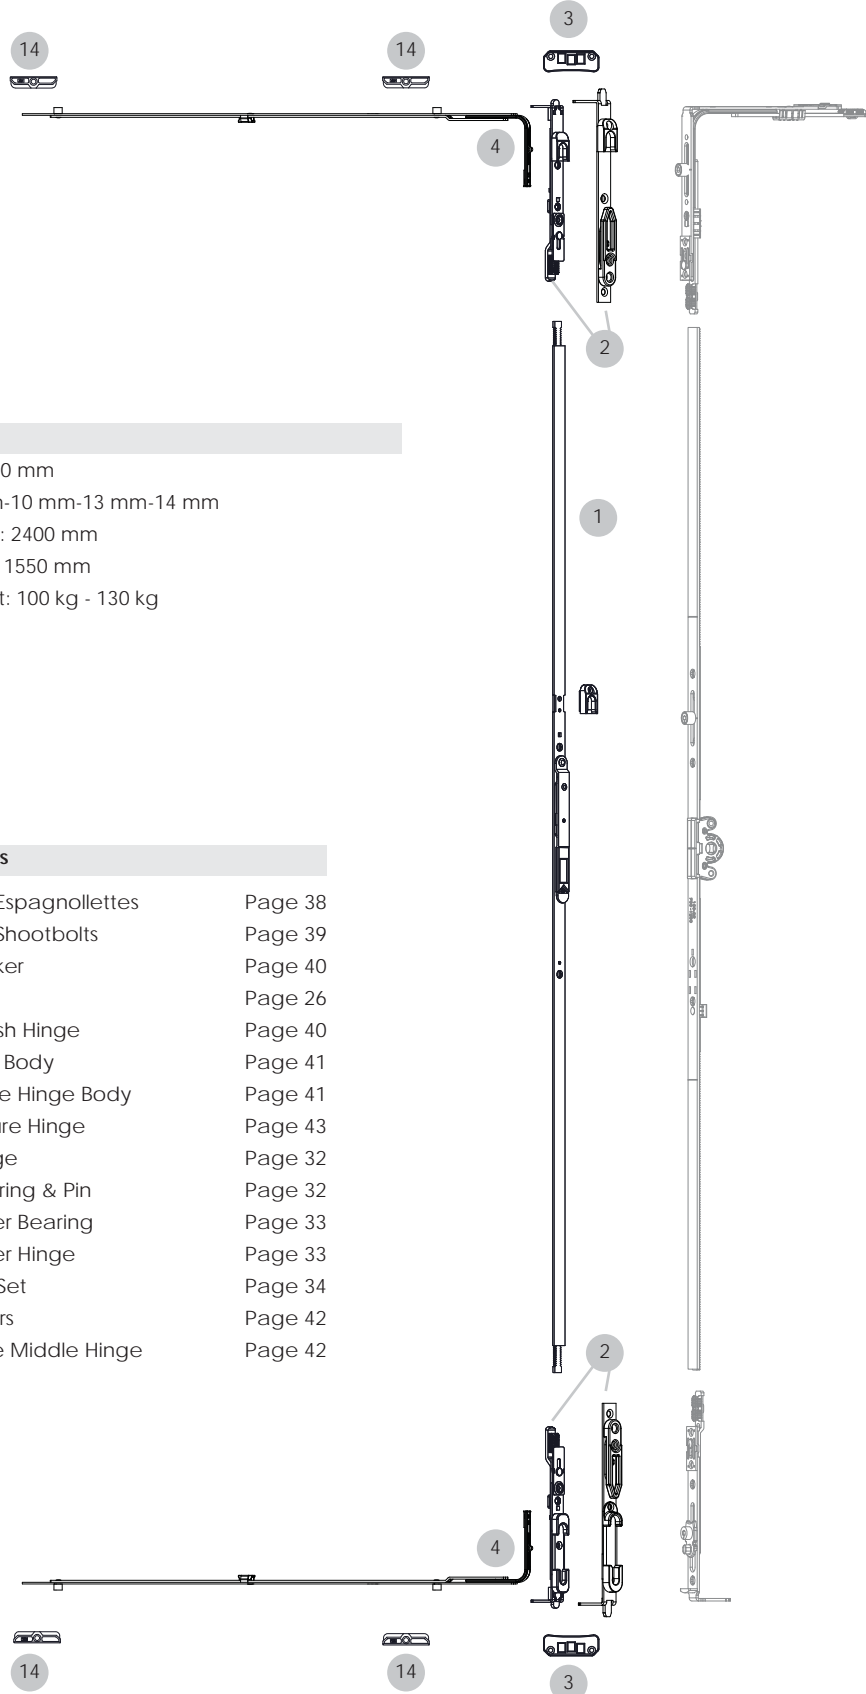 3
14 14
4
2
0 mm
-10 mm-13 mm-14 mm
: 2400 mm
1
1550 mm
t: 100 kg - 130 kg
s
Espagnollettes Page 38
Shootbolts Page 39
ker Page 40
Page 26
sh Hinge Page 40
Body Page 41
e Hinge Body Page 41
ure Hinge Page 43
ge Page 32
ring & Pin Page 32
er Bearing Page 33
er Hinge Page 33
Set Page 34
rs Page 42
e Middle Hinge Page 42
2
4
14 14
3